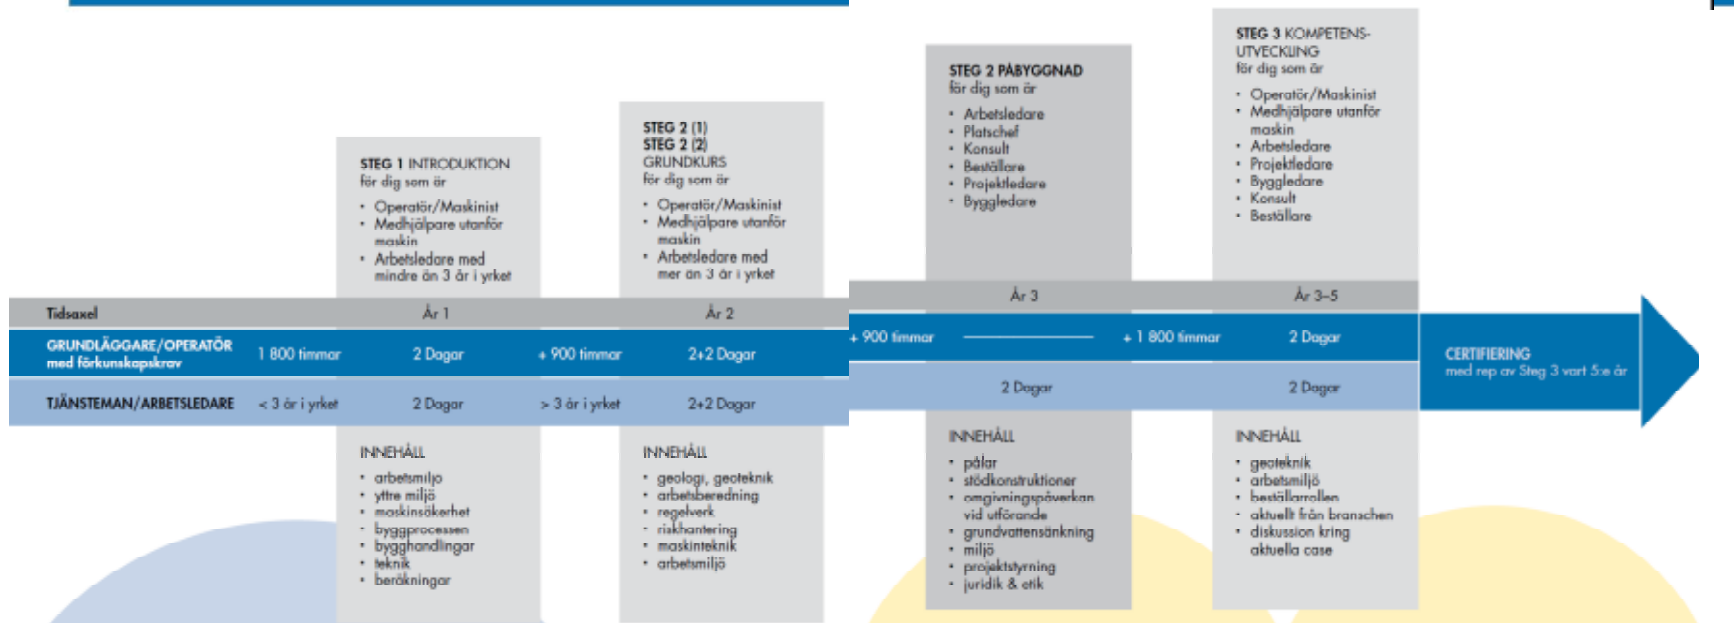 STEG 1 INTRODUKTION
för dig som är
• Operatör/Maskinist
• Medhjälpare utanför
maskin
• Arbetsledare med
mindre än 3 år i yrket
STEG 2 (1)
STEG 2 (2)
GRUNDKURS
för dig som är
• Operatör/Maskinist
• Medhjälpare utanför
maskin
• Arbetsledare med
mer än 3 år i yrket
STEG 2 PÅBYGGNAD
för dig som är
• Arbetsledare
• Platschef
• Konsult
• Beställare
• Projektledare
• Byggledare
STEG 3 KOMPETENS-
UTVECKLING
för dig som är
• Operatör/Maskinist
• Medhjälpare utanför
maskin
• Arbetsledare
• Projektledare
• Byggledare
• Konsult
• Beställare
Tidsaxel År 1 År 2 År 3 År 3–5
GRUNDLÄGGARE/OPERATÖR
med förkunskapskrav
1 800 timmar 2 Dagar + 900 timmar 2+2 Dagar + 900 timmar + 1 800 timmar 2 Dagar
TJÄNSTEMAN/ARBETSLEDARE < 3 år i yrket 2 Dagar > 3 år i yrket 2+2 Dagar 2 Dagar 2 Dagar
CERTIFIERING
med rep av Steg 3 vart 5:e år
INNEHÅLL
• arbetsmiljö
• yttre miljö
• maskinsäkerhet
• byggprocessen
• bygghandlingar
• teknik
• beräkningar
INNEHÅLL
• geologi, geoteknik
• arbetsberedning
• regelverk
• riskhantering
• maskinteknik
• arbetsmiljö
INNEHÅLL
• pålar
• stödkonstruktioner
• omgivningspåverkan
vid utförande
• grundvattensänkning
• miljö
• projektstyrning
• juridik & etik
INNEHÅLL
• geoteknik
• arbetsmiljö
• beställarrollen
• aktuellt från branschen
• diskussion kring
aktuella case